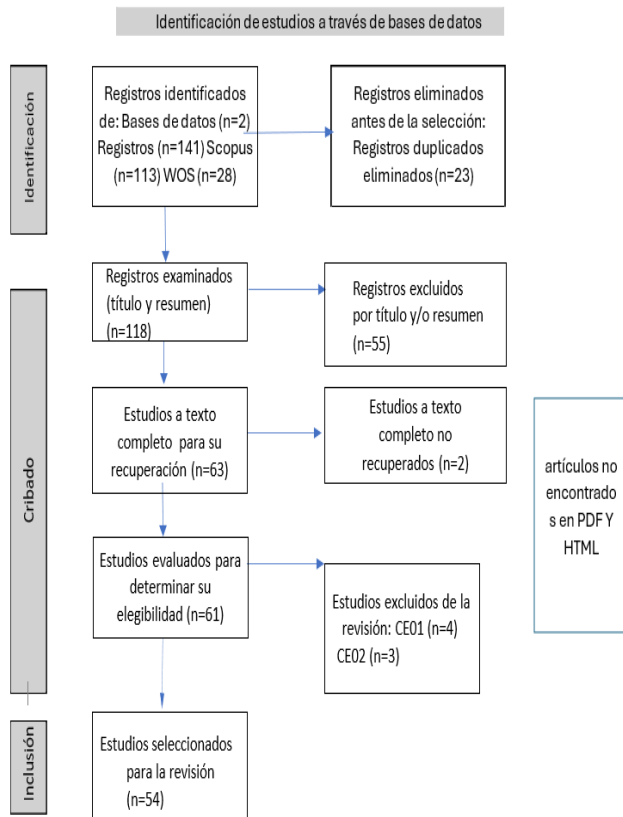 Identificación de estudios a través de bases de datos
Identificación
Registros identificados
de: Bases de datos (n=2)
Registros (n=141) Scopus
(n=113) WOS (n=28)
Registros eliminados
antes de la selección:
Registros duplicados
eliminados (n=23)
Cribado
Registros examinados
(título y resumen)
(n=118)
Registros excluidos
por título y/o resumen
(n=55)
Estudios a texto
completo para su
recuperación (n=63)
Estudios a texto
completo no
recuperados (n=2)
artículos no
encontrado
s en PDF Y
HTML
Estudios evaluados para
determinar su
elegibilidad (n=61)
Estudios excluidos de la
revisión: CE01 (n=4)
CE02 (n=3)
Inclusión
Estudios seleccionados
para la revisión
(n=54)